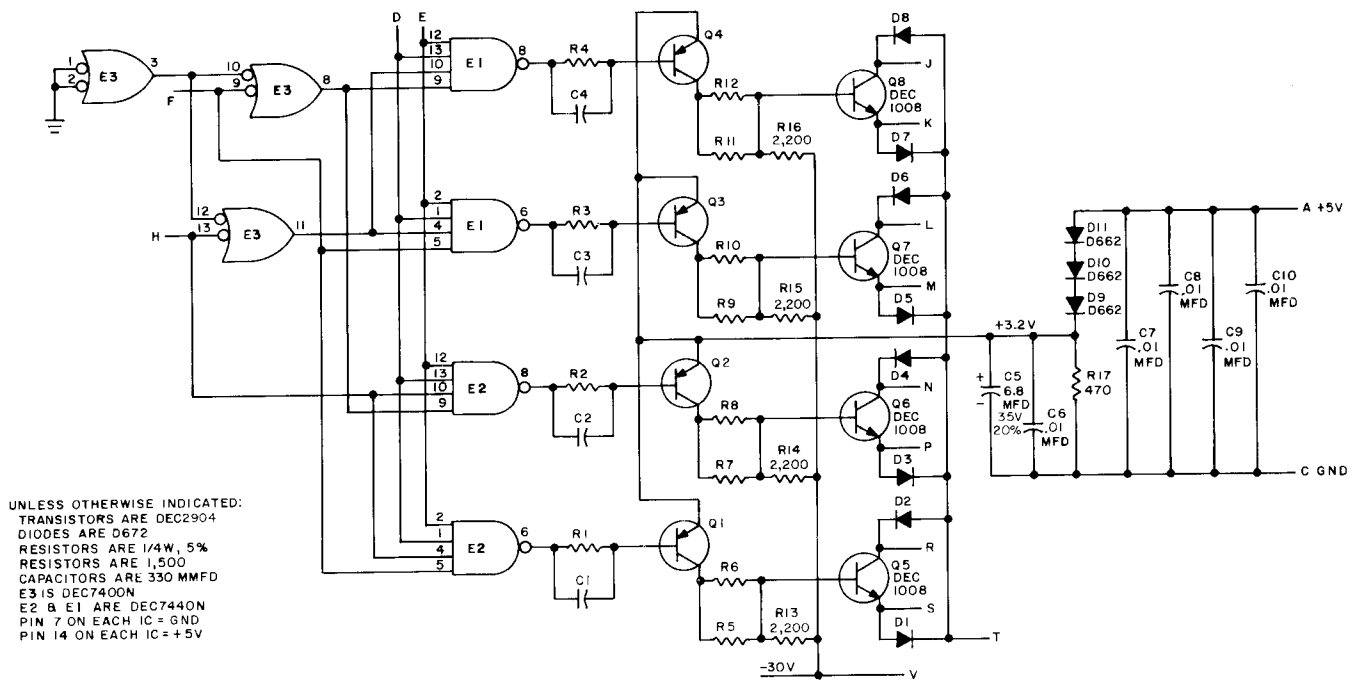 D E
F
H
1
2
E3
3
10
9
E3
8
12
13
E3
11
12
13
10
9
E1
8
R4
C4
Q4
R12
R11
R16
2,200
Q8
DEC
1008
D8
J
K
D7
2
1
4
5
E1
6
R3
C3
Q3
R10
R9
R15
2,200
Q7
DEC
1008
D6
L
M
D5
12
13
10
9
E2
8
R2
C2
Q2
R8
R7
R14
2,200
Q6
DEC
1008
D4
N
P
D3
2
1
4
5
E2
6
R1
C1
Q1
R6
R5
R13
2,200
Q5
DEC
1008
D2
R
S
D1
T
-30V
V
+3.2V
+
-
C5
6.8
MFD
35V
20%
C6
.01
MFD
D11
D662
D10
D662
D9
D662
R17
470
C7
.01
MFD
C8
.01
MFD
C9
.01
MFD
C10
.01
MFD
A +5V
C GND
UNLESS OTHERWISE INDICATED:
TRANSISTORS ARE DEC2904
DIODES ARE D672
RESISTORS ARE 1/4W, 5%
RESISTORS ARE 1,500
CAPACITORS ARE 330 MMFD
E3 IS DEC7400N
E2 & E1 ARE DEC7440N
PIN 7 ON EACH IC = GND
PIN 14 ON EACH IC = +5V